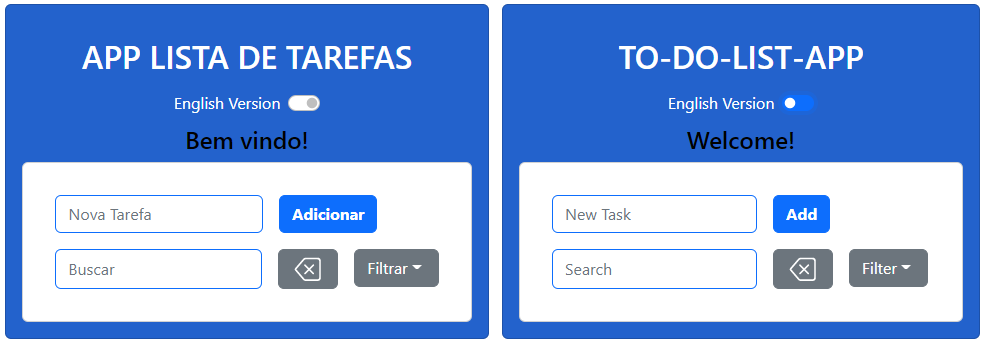 APP LISTA DE TAREFAS
English Version
Bem vindo!
Nova Tarefa
Adicionar
Buscar
Filtrar
TO-DO-LIST-APP
English Version
Welcome!
New Task
Add
Search
Filter